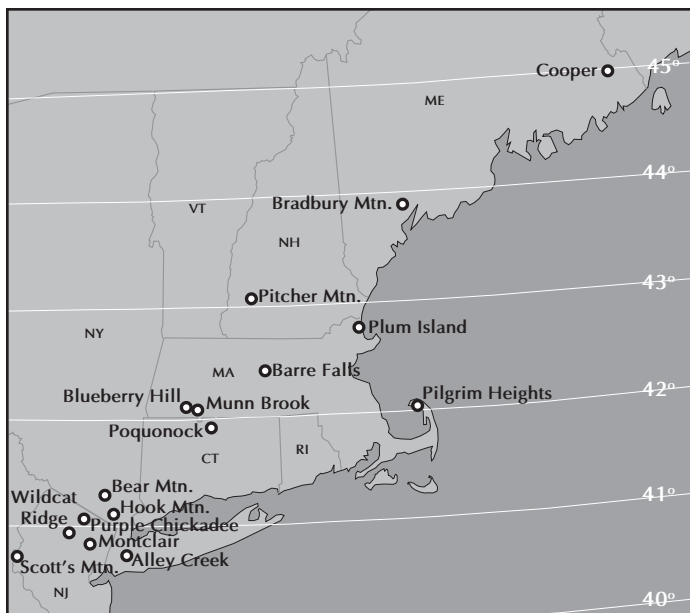 Cooper
45°
ME
44°
Bradbury Mtn.
VT
NH
43°
Pitcher Mtn.
NY
Plum Island
MA
Barre Falls
42°
Blueberry Hill
Munn Brook
Pilgrim Heights
Poquonock
CT
RI
Bear Mtn.
Wildcat
Ridge
41°
Hook Mtn.
Purple Chickadee
Montclair
Scott's Mtn.
Alley Creek
NJ
40°